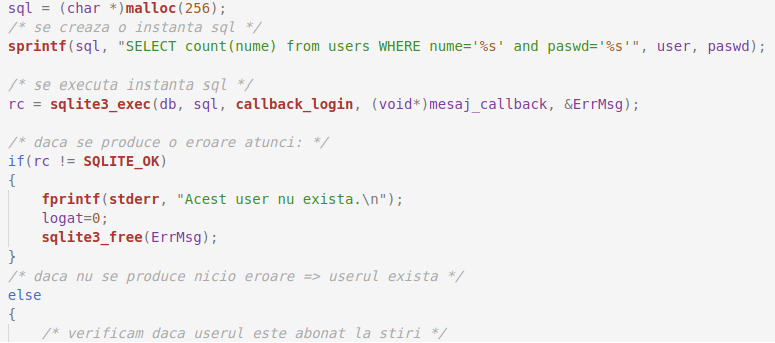 sql = (char *)malloc(256);
/* se creaza o instanta sql */
sprintf(sql, "SELECT count(nume) from users WHERE nume='%s' and paswd='%s'", user, paswd);
/* se executa instanta sql */
rc = sqlite3_exec(db, sql, callback_login, (void*)mesaj_callback, &ErrMsg);
/* daca se produce o eroare atunci: */
if(rc != SQLITE_OK)
{
fprintf(stderr, "Acest user nu exista.\n");
logat=0;
sqlite3_free(ErrMsg);
}
/* daca nu se produce nicio eroare => userul exista */
else
{
/* verificam daca userul este abonat la stiri */